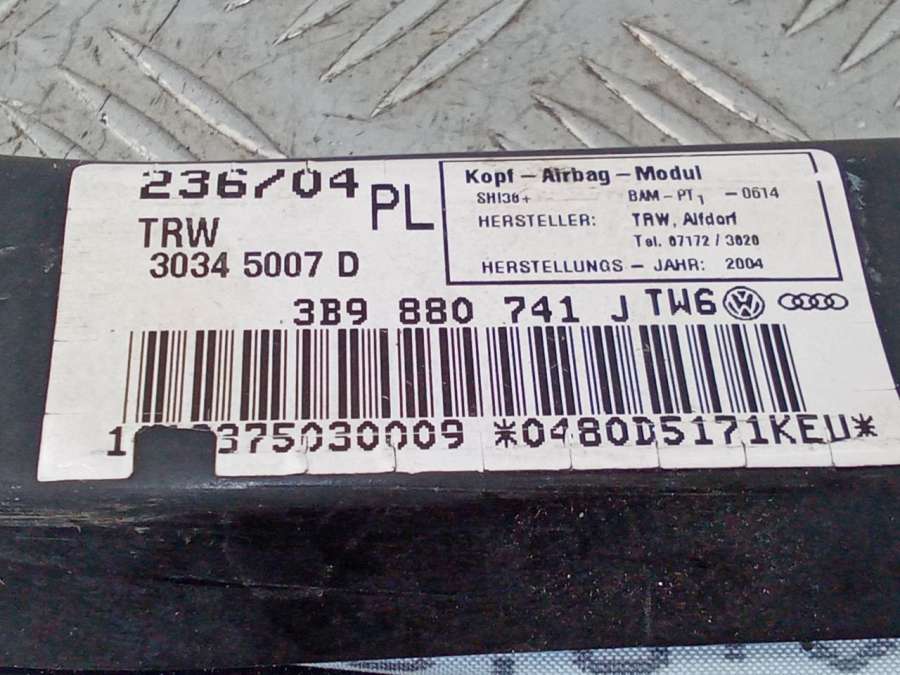 236/04 PL
TRW
3034 5007 D
Kopf - Airbag - Modul
SHI36+ BAM-PT1 -0614
HERSTELLER: TRW, Alfdorf
Tel. 07172 / 3020
HERSTELLUNGS - JAHR: 2004
3B9 880 741 J TW6
375030009 *0480D5171KEU*